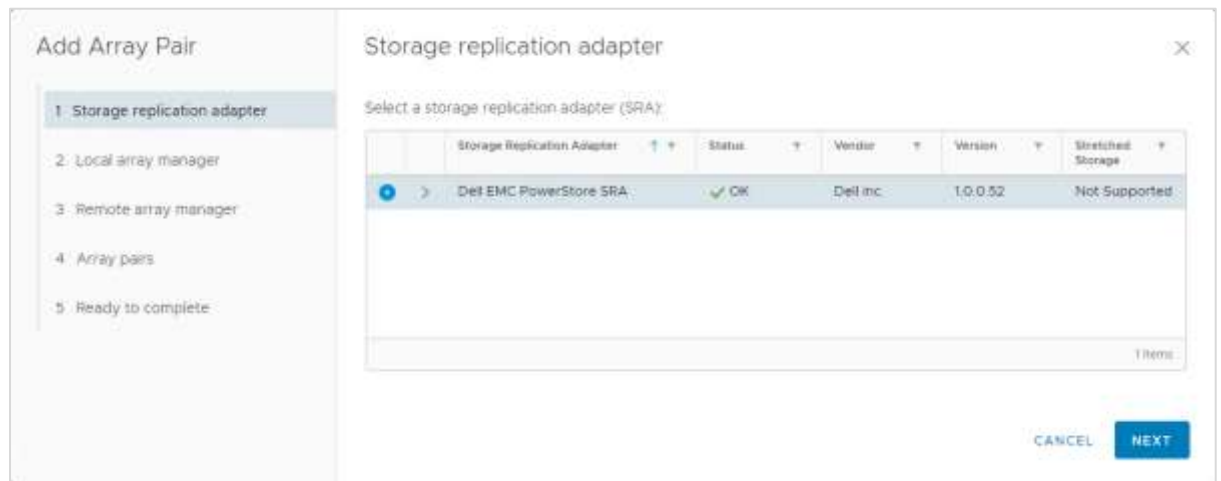 Add Array Pair
1 Storage replication adapter
2 Local array manager
3 Remote array manager
4 Array pairs
5 Ready to complete
Storage replication adapter
Select a storage replication adapter (SRA):
Storage Replication Adapter Status Vendor Version Stretched Storage
Dell EMC PowerStore SRA OK Dell Inc. 1.0.0.52 Not Supported
1 items
CANCEL NEXT